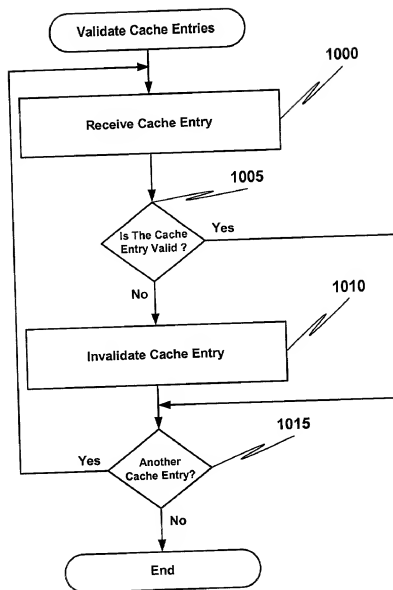 Validate Cache Entries
1000
Receive Cache Entry
1005
Is The Cache
Entry Valid ?
Yes
No
1010
Invalidate Cache Entry
1015
Yes
Another
Cache Entry?
No
End